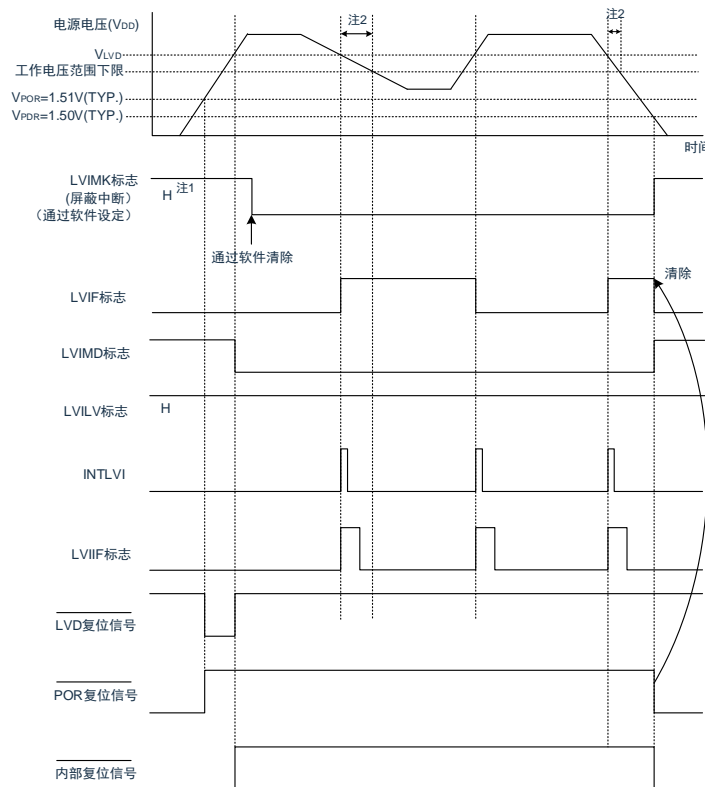 电源电压(VDD)
注2
注2
VLVD
工作电压范围下限
VPOR=1.51V(TYP.)
VPDR=1.50V(TYP.)
时间
LVIMK标志
(屏蔽中断)
（通过软件设定）
H 注1
通过软件清除
LVIF标志
清除
LVIMD标志
LVILV标志
H
INTLVI
LVIIF标志
LVD复位信号
POR复位信号
内部复位信号